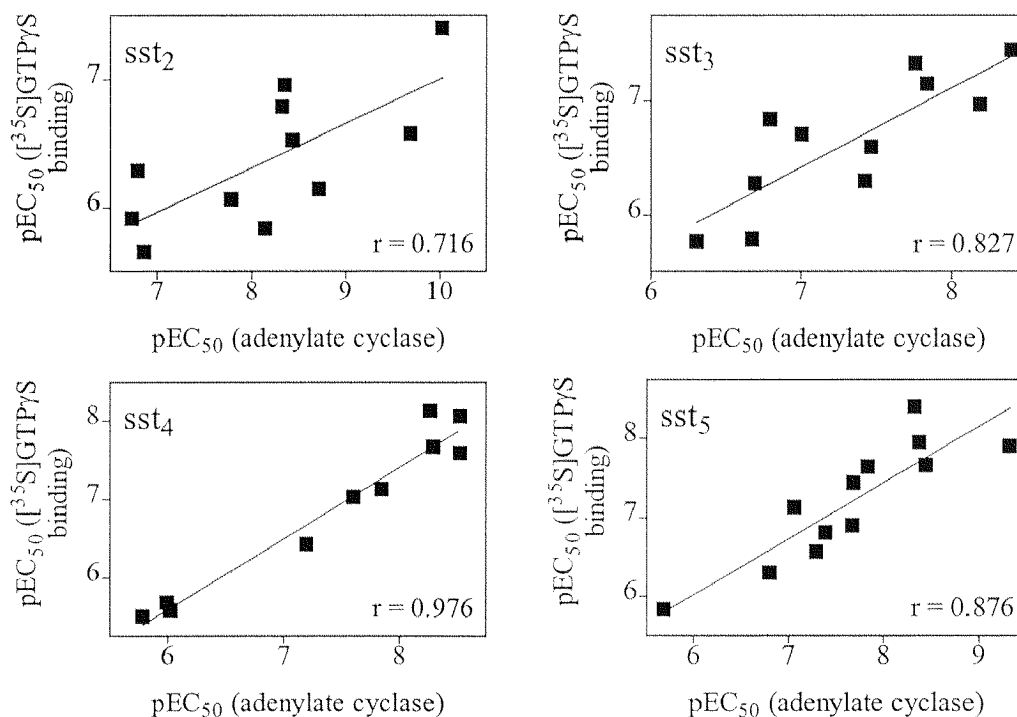 sst₂
pEC₅₀ ([³⁵S]GTPγS
binding)
7
6
r = 0.716
7 8 9 10
pEC₅₀ (adenylate cyclase)
sst₃
pEC₅₀ ([³⁵S]GTPγS
binding)
7
6
r = 0.827
6 7 8
pEC₅₀ (adenylate cyclase)
sst₄
pEC₅₀ ([³⁵S]GTPγS
binding)
8
7
6
r = 0.976
6 7 8
pEC₅₀ (adenylate cyclase)
sst₅
pEC₅₀ ([³⁵S]GTPγS
binding)
8
7
6
r = 0.876
6 7 8 9
pEC₅₀ (adenylate cyclase)